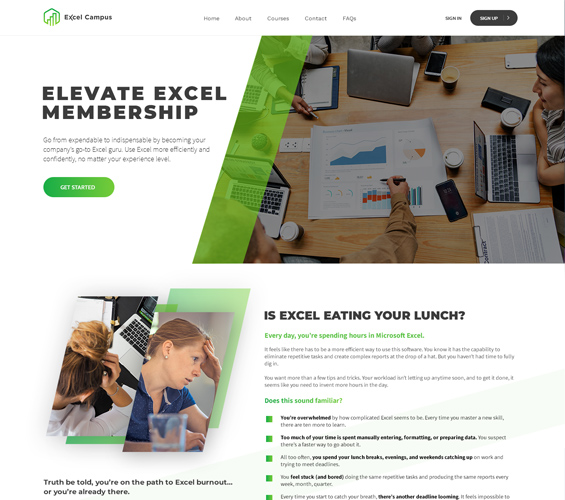 Excel Campus
Home About Courses Contact FAQs
SIGN IN SIGN UP
ELEVATE EXCEL
MEMBERSHIP
Go from expendable to indispensable by becoming your
company's go-to Excel guru. Use Excel more efficiently and
confidently, no matter your experience level.
GET STARTED
IS EXCEL EATING YOUR LUNCH?
Every day, you're spending hours in Microsoft Excel.
It feels like there has to be a more efficient way to use this software. You know it has the capability to
eliminate repetitive tasks and create complex reports at the drop of a hat. But you haven't had time to fully
dig in.
You want more than a few tips and tricks. Your workload isn't letting up anytime soon, and to get it done, it
seems like you need to invent more hours in the day.
Does this sound familiar?
You're overwhelmed by how complicated Excel seems to be. Every time you master a new skill,
there are ten more to learn.
Too much of your time is spent manually entering, formatting, or preparing data. You suspect
there's a faster way to go about it.
All too often, you spend your lunch breaks, evenings, and weekends catching up on work and
trying to meet deadlines.
You feel stuck (and bored) doing the same repetitive tasks and producing the same reports every
week, month, quarter.
Every time you start to catch your breath, there's another deadline looming. It feels impossible to
Truth be told, you're on the path to Excel burnout...
or you're already there.